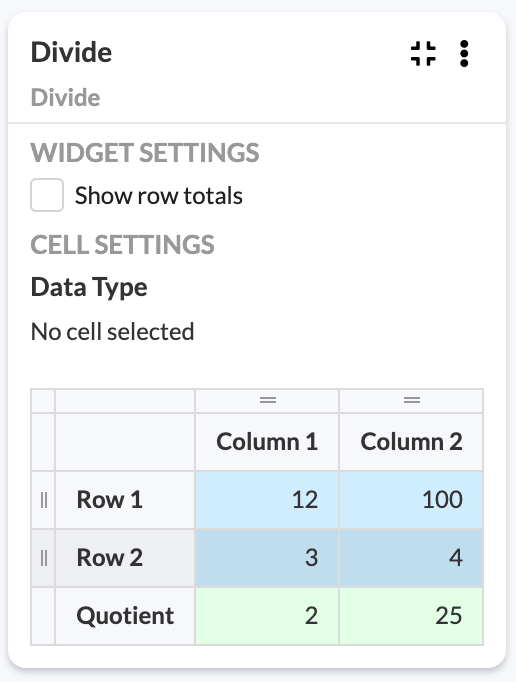 Divide
Divide
WIDGET SETTINGS
Show row totals
CELL SETTINGS
Data Type
No cell selected
Column 1 Column 2
Row 1 12 100
Row 2 3 4
Quotient 2 25